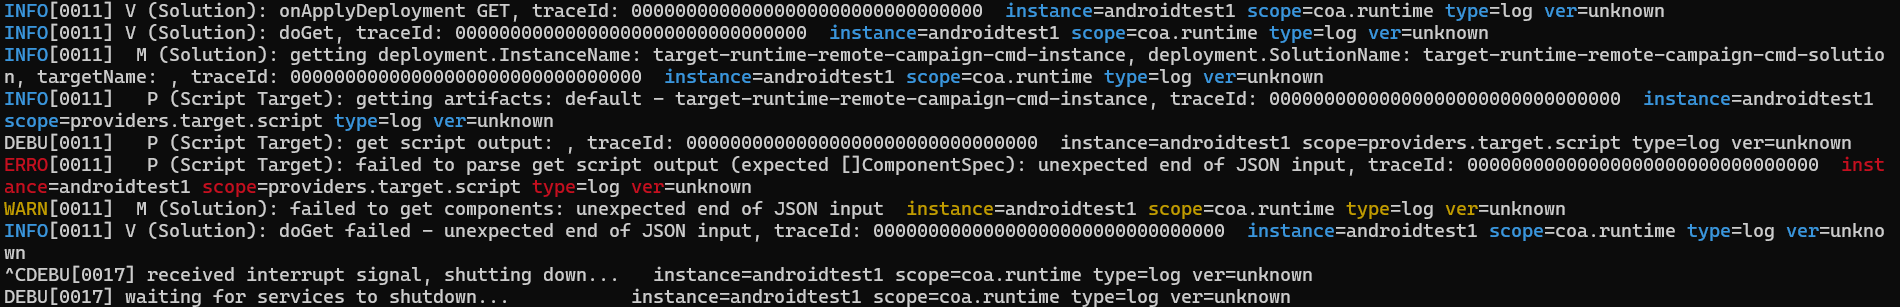 INFO[0011] V (Solution): onApplyDeployment GET, traceId: 00000000000000000000000000000000  instance=androidtest1 scope=coa.runtime type=log ver=unknown
INFO[0011] V (Solution): doGet, traceId: 00000000000000000000000000000000  instance=androidtest1 scope=coa.runtime type=log ver=unknown
INFO[0011]  M (Solution): getting deployment.InstanceName: target-runtime-remote-campaign-cmd-instance, deployment.SolutionName: target-runtime-remote-campaign-cmd-solutio
n, targetName: , traceId: 00000000000000000000000000000000  instance=androidtest1 scope=coa.runtime type=log ver=unknown
INFO[0011]   P (Script Target): getting artifacts: default - target-runtime-remote-campaign-cmd-instance, traceId: 00000000000000000000000000000000  instance=androidtest1
scope=providers.target.script type=log ver=unknown
DEBU[0011]   P (Script Target): get script output: , traceId: 00000000000000000000000000000000  instance=androidtest1 scope=providers.target.script type=log ver=unknown
ERRO[0011]   P (Script Target): failed to parse get script output (expected []ComponentSpec): unexpected end of JSON input, traceId: 00000000000000000000000000000000  inst
ance=androidtest1 scope=providers.target.script type=log ver=unknown
WARN[0011]  M (Solution): failed to get components: unexpected end of JSON input  instance=androidtest1 scope=coa.runtime type=log ver=unknown
INFO[0011] V (Solution): doGet failed - unexpected end of JSON input, traceId: 00000000000000000000000000000000  instance=androidtest1 scope=coa.runtime type=log ver=unkno
wn
^CDEBU[0017] received interrupt signal, shutting down...   instance=androidtest1 scope=coa.runtime type=log ver=unknown
DEBU[0017] waiting for services to shutdown...           instance=androidtest1 scope=coa.runtime type=log ver=unknown